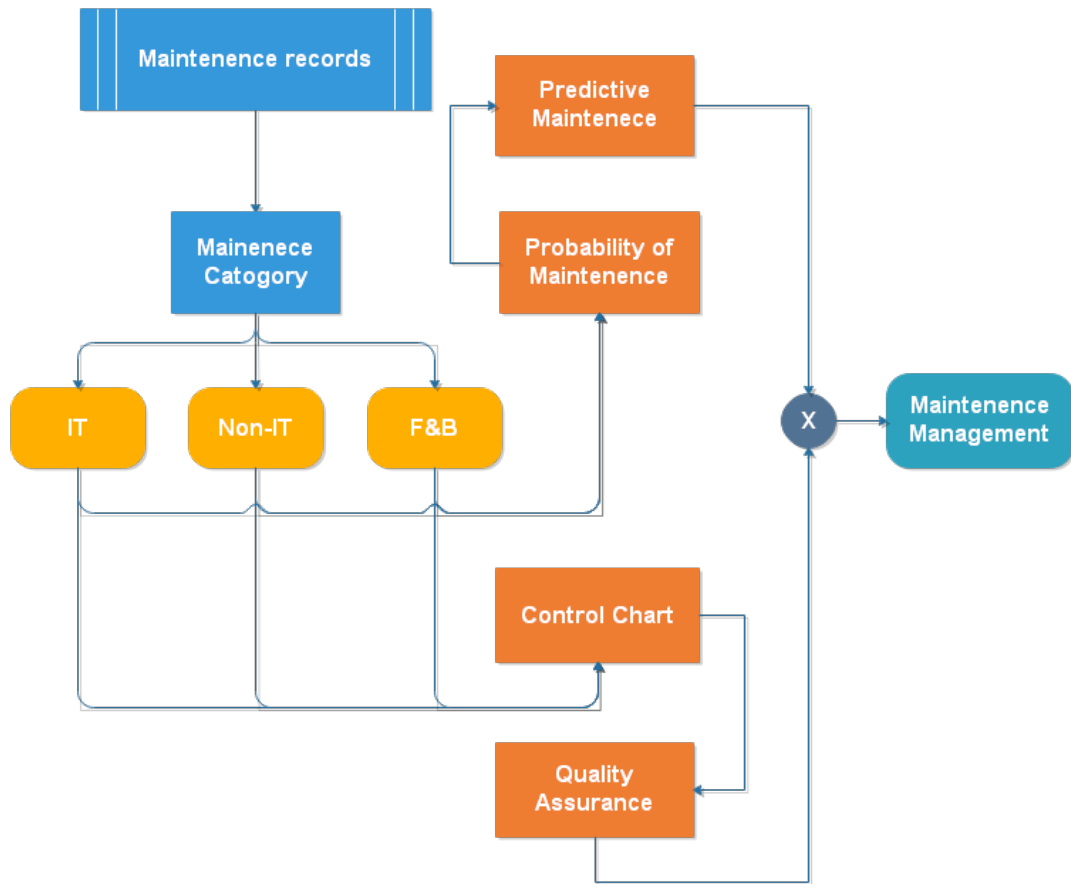 Maintenence records
Predictive
Maintenece
Mainenece
Catogory
Probability of
Maintenence
IT
Non-IT
F&B
X
Maintenence
Management
Control Chart
Quality
Assurance